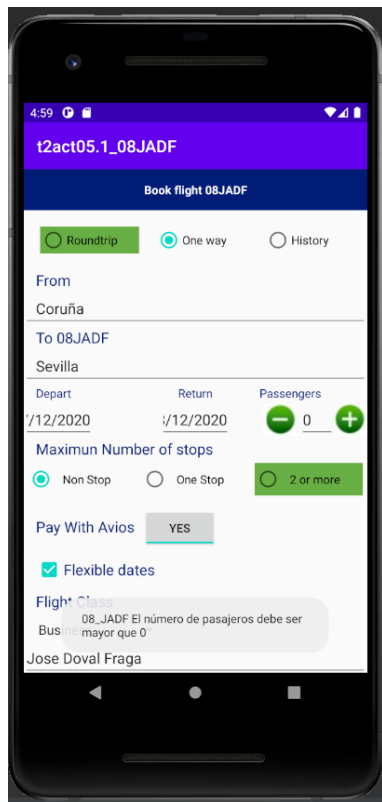 4:59
t2act05.1_08JADF
Book flight 08JADF
Roundtrip One way History
From
Coruña
To 08JADF
Sevilla
Depart Return Passengers
/12/2020 /12/2020 0
Maximun Number of stops
Non Stop One Stop 2 or more
Pay With Avios YES
Flexible dates
Flight
08_JADF El número de pasajeros debe ser
mayor que 0
Jose Doval Fraga